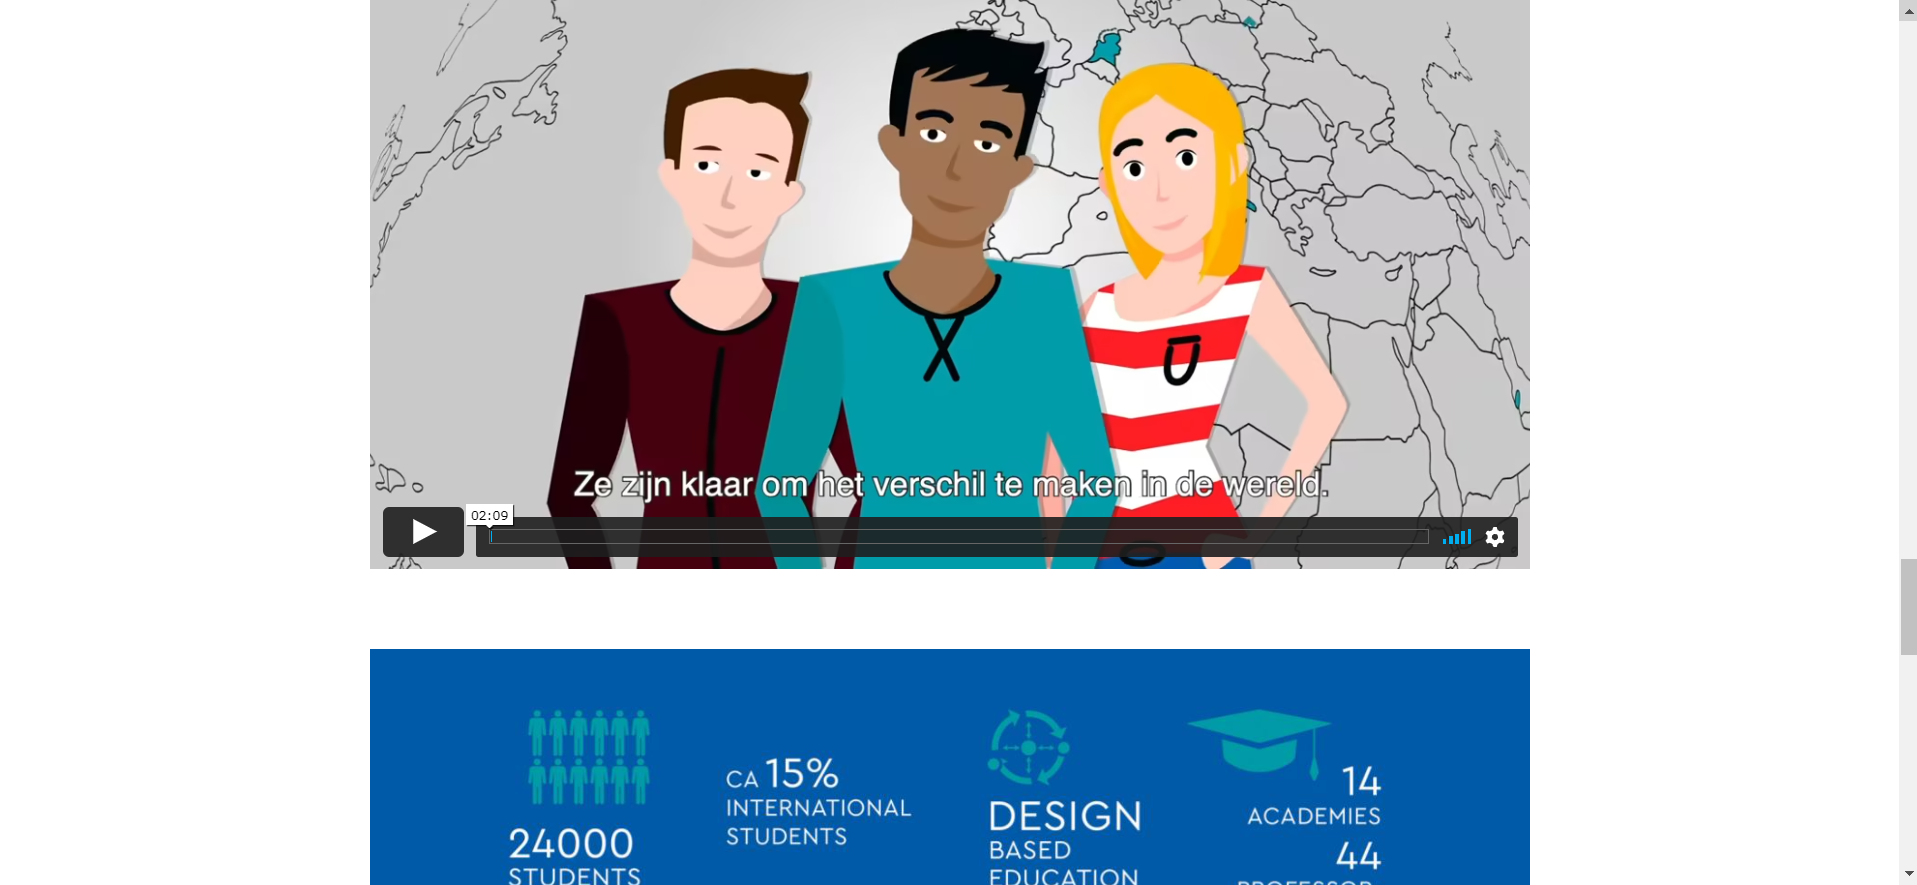 Ze zijn klaar om het verschil te maken in de wereld.
02:09
24000
STUDENTS
CA 15%
INTERNATIONAL
STUDENTS
DESIGN
BASED
EDUCATION
14
ACADEMIES
44